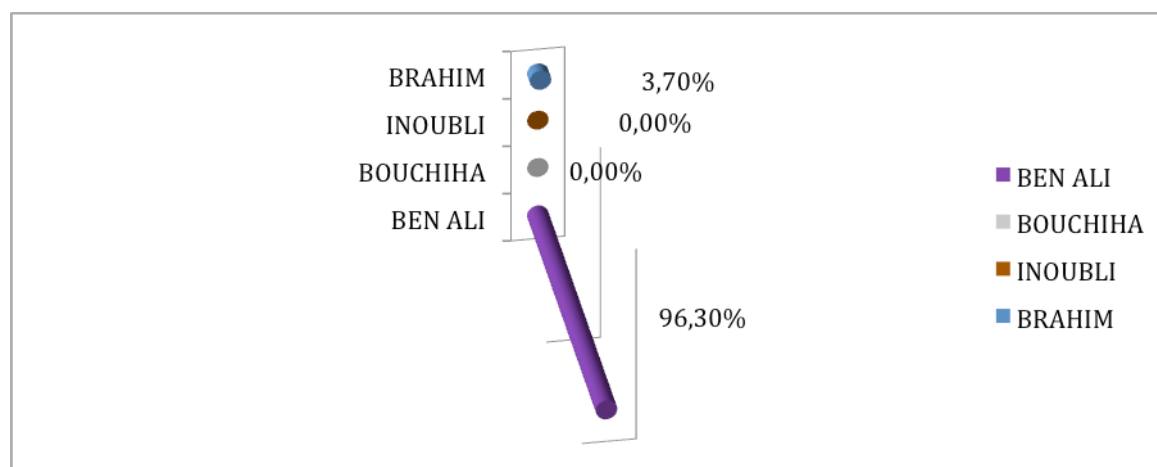 BRAHIM 3,70%
INOUBLI 0,00%
BOUCHIHA 0,00%
BEN ALI
96,30%
BEN ALI
BOUCHIHA
INOUBLI
BRAHIM